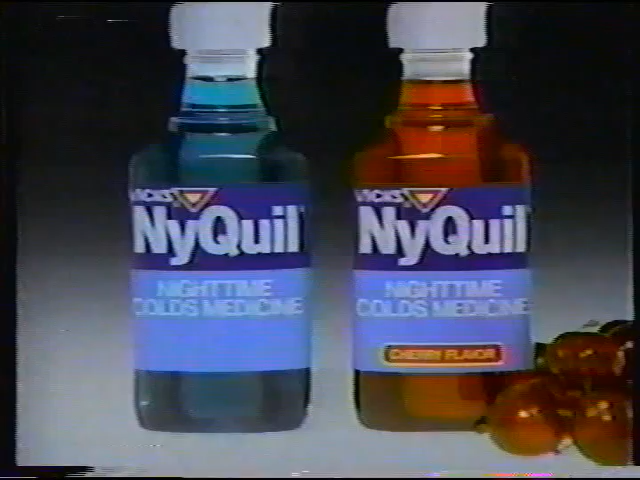 VICKS
NyQuil
NIGHTTIME
COLDS MEDICINE
VICKS
NyQuil
NIGHTTIME
COLDS MEDICINE
CHERRY FLAVOR